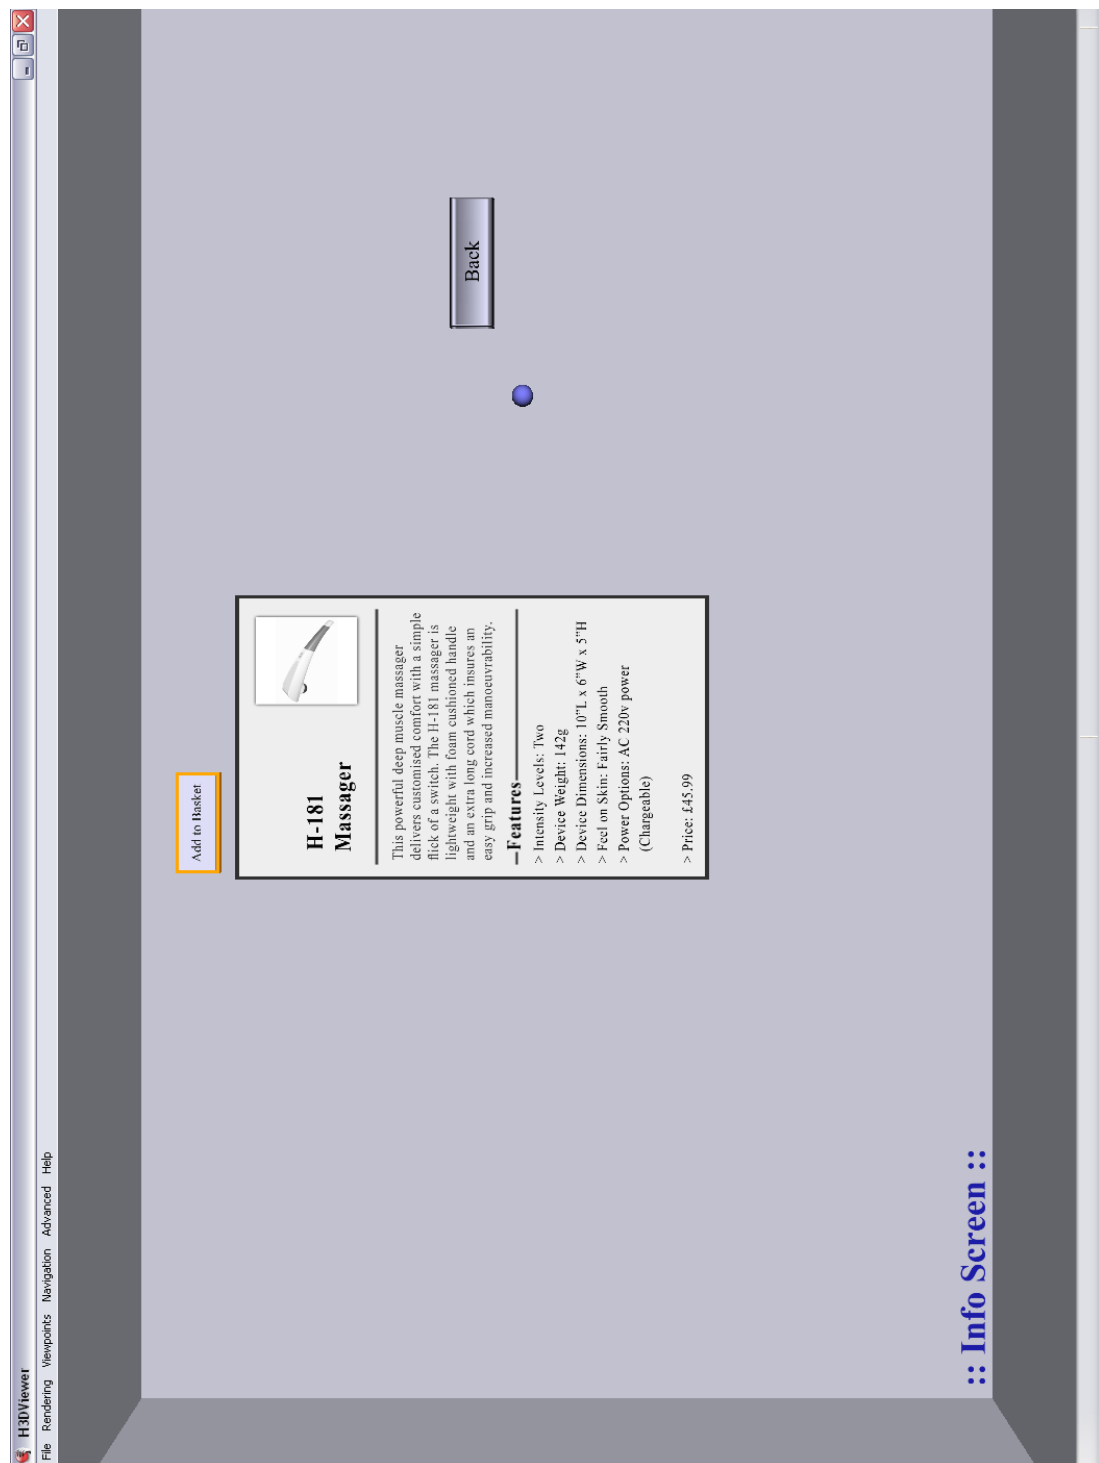 H3DViewer
File Rendering Viewpoints Navigation Advanced Help
Add to Basket
H-181
Massager
This powerful deep muscle massager
delivers customised comfort with a simple
flick of a switch. The H-181 massager is
lightweight with foam cushioned handle
and an extra long cord which insures an
easy grip and increased manoeuvrability.
Features
> Intensity Levels: Two
> Device Weight: 142g
> Device Dimensions: 10”L x 6”W x 5”H
> Feel on Skin: Fairly Smooth
> Power Options: AC 220v power
(Chargeable)
> Price: £45.99
Back
:: Info Screen ::